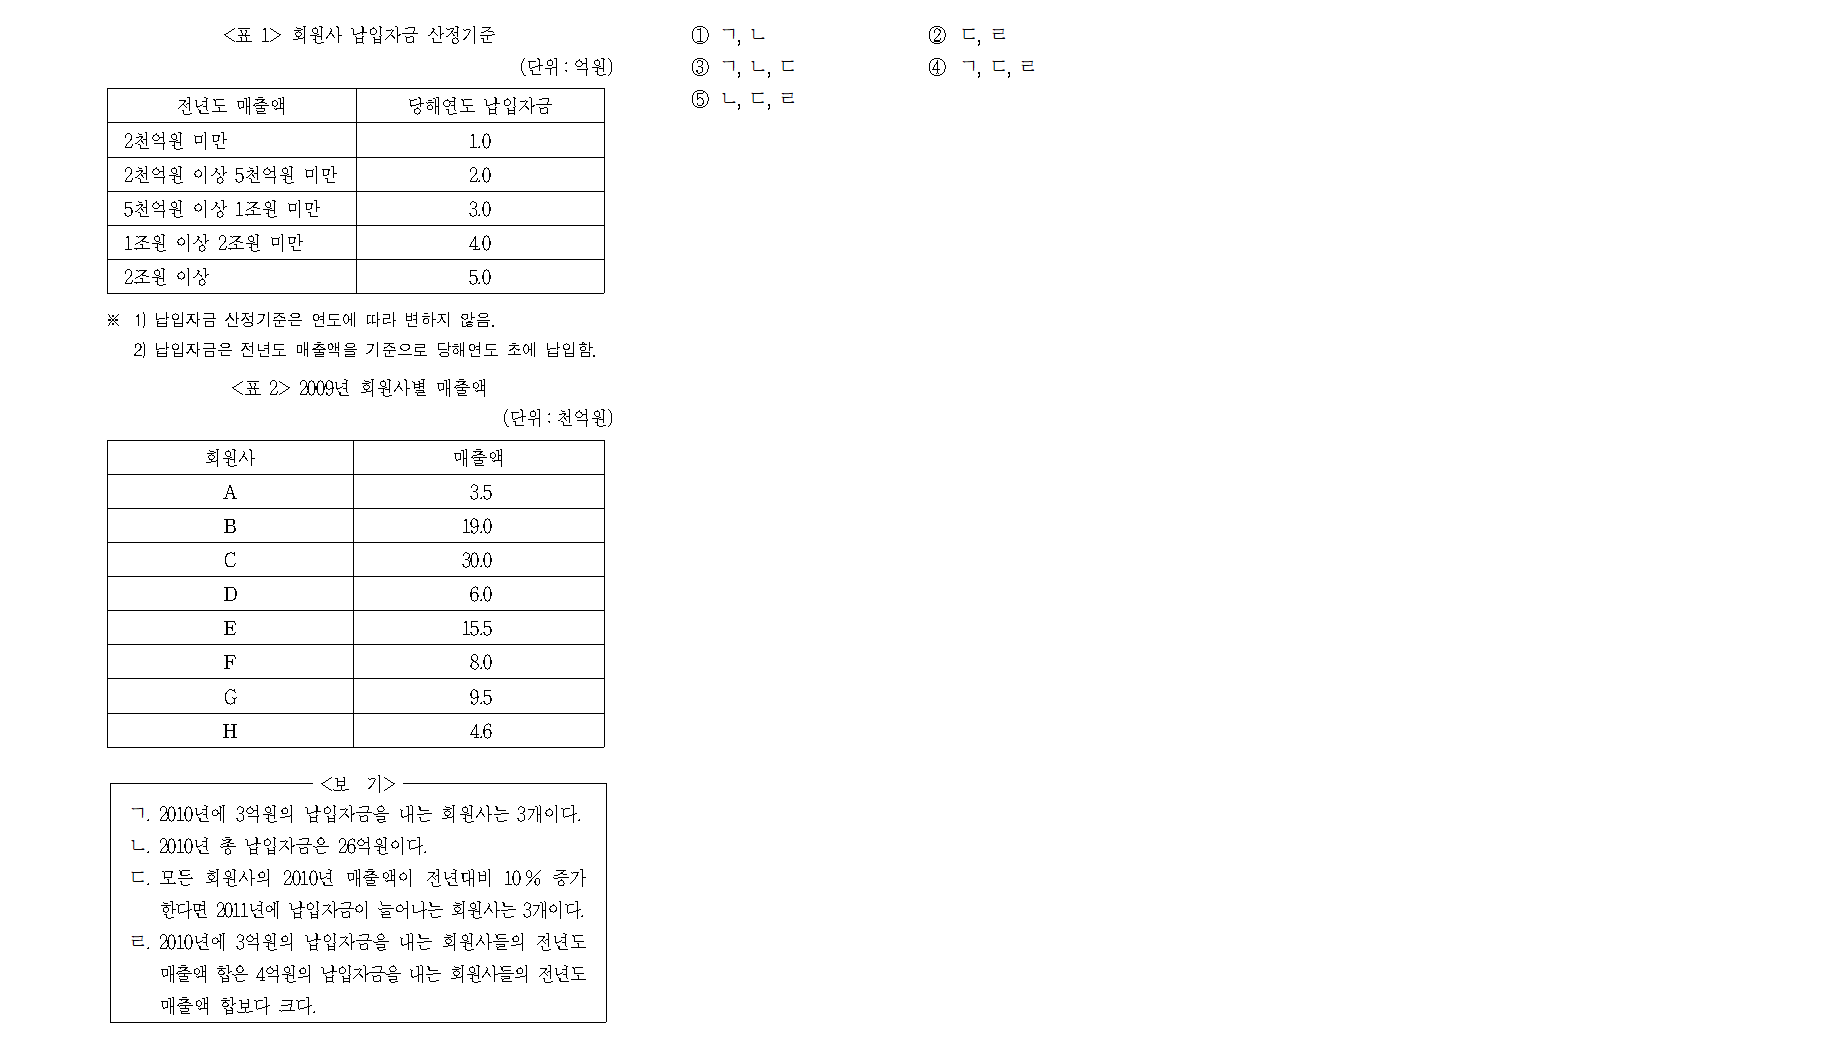 <표 1> 회원사 납입자금 산정기준
(단위 : 억원)
전년도 매출액 당해연도 납입자금
2천억원 미만 1.0
2천억원 이상 5천억원 미만 2.0
5천억원 이상 1조원 미만 3.0
1조원 이상 2조원 미만 4.0
2조원 이상 5.0
※ 1) 납입자금 산정기준은 연도에 따라 변하지 않음.
2) 납입자금은 전년도 매출액을 기준으로 당해연도 초에 납입함.
<표 2> 2009년 회원사별 매출액
(단위 : 천억원)
회원사 매출액
A 3.5
B 19.0
C 30.0
D 6.0
E 15.5
F 8.0
G 9.5
H 4.6
<보 기>
ㄱ. 2010년에 3억원의 납입자금을 내는 회원사는 3개이다.
ㄴ. 2010년 총 납입자금은 26억원이다.
ㄷ. 모든 회원사의 2010년 매출액이 전년대비 10% 증가
한다면 2011년에 납입자금이 늘어나는 회원사는 3개이다.
ㄹ. 2010년에 3억원의 납입자금을 내는 회원사들의 전년도
매출액 합은 4억원의 납입자금을 내는 회원사들의 전년도
매출액 합보다 크다.
① ㄱ, ㄴ ② ㄷ, ㄹ
③ ㄱ, ㄴ, ㄷ ④ ㄱ, ㄷ, ㄹ
⑤ ㄴ, ㄷ, ㄹ